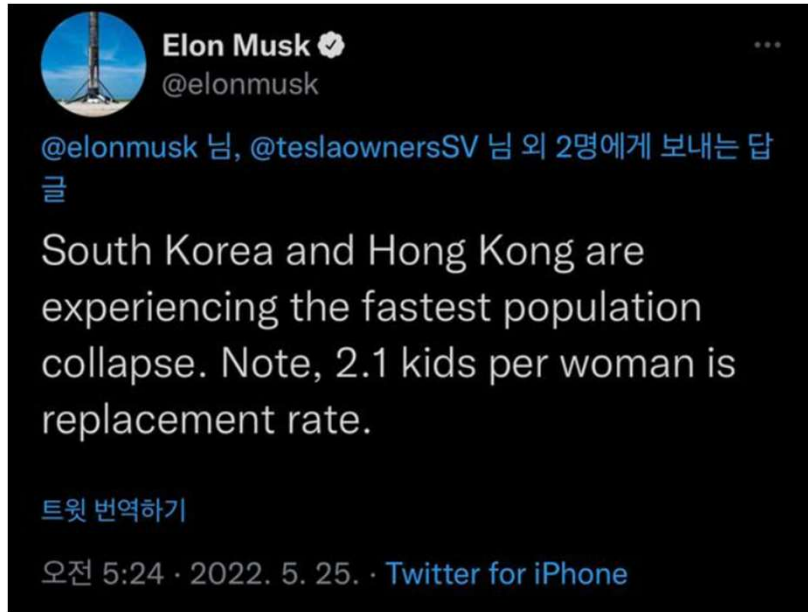 Elon Musk
@elonmusk
@elonmusk 님, @teslaownersSV 님 외 2명에게 보내는 답
글
South Korea and Hong Kong are
experiencing the fastest population
collapse. Note, 2.1 kids per woman is
replacement rate.
트윗 번역하기
오전 5:24 · 2022. 5. 25. · Twitter for iPhone